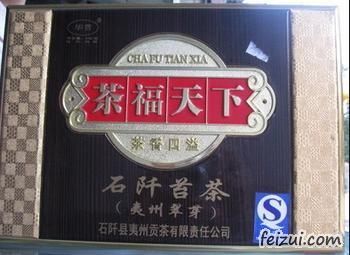 CHA FU TIAN XIA
茶福天下
茶香四溢
石阡苔茶
（夷州翠芽）
石阡县夷州贡茶有限责任公司
feizui.com